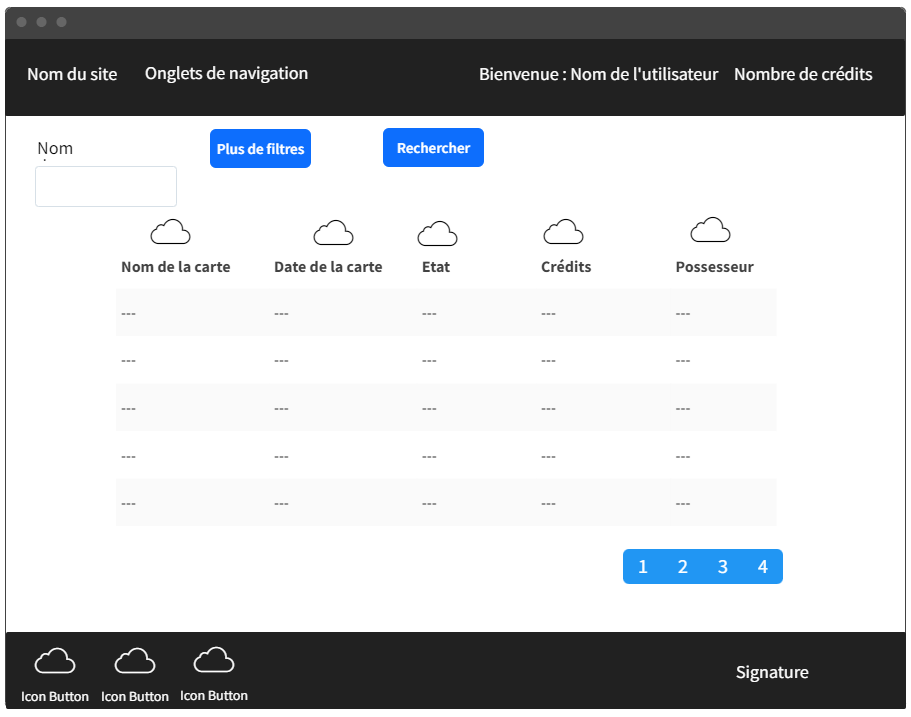 Nom du site Onglets de navigation Bienvenue : Nom de l'utilisateur Nombre de crédits
Nom
Plus de filtres
Rechercher
Nom de la carte Date de la carte Etat Crédits Possesseur
--- --- --- --- ---
--- --- --- --- ---
--- --- --- --- ---
--- --- --- --- ---
--- --- --- --- ---
1 2 3 4
Icon Button Icon Button Icon Button
Signature